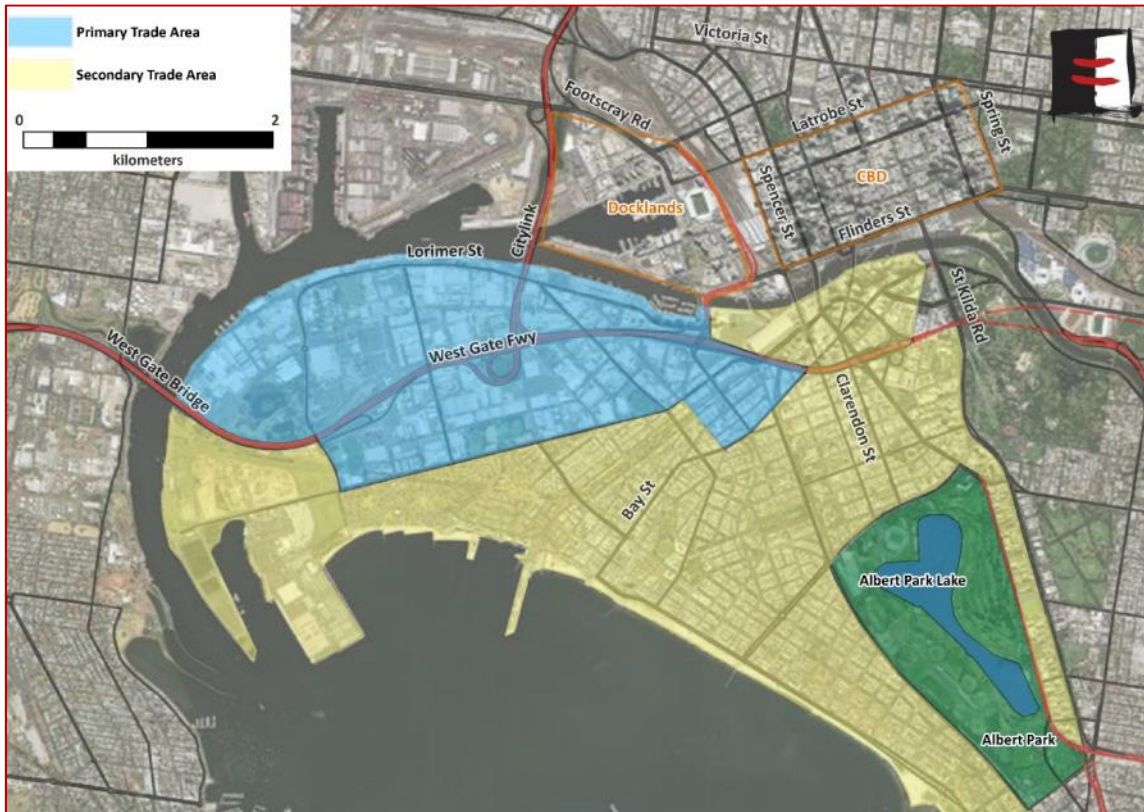 Primary Trade Area
Secondary Trade Area
0 2
kilometers
Victoria St
Footscray Rd
Latrobe St
Spring St
Spencer St
CBD
Docklands
Flinders St
Citylink
Lorimer St
St Kilda Rd
West Gate Fwy
West Gate Bridge
Clarendon St
Bay St
Albert Park Lake
Albert Park